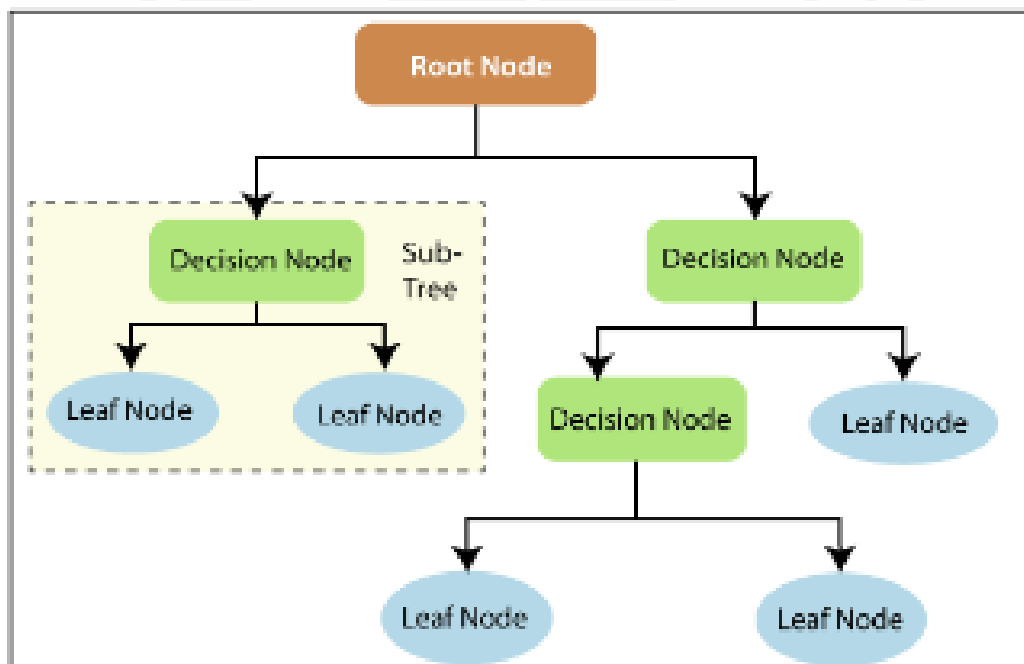 Root Node
Decision Node
Sub-
Tree
Decision Node
Leaf Node
Leaf Node
Decision Node
Leaf Node
Leaf Node
Leaf Node